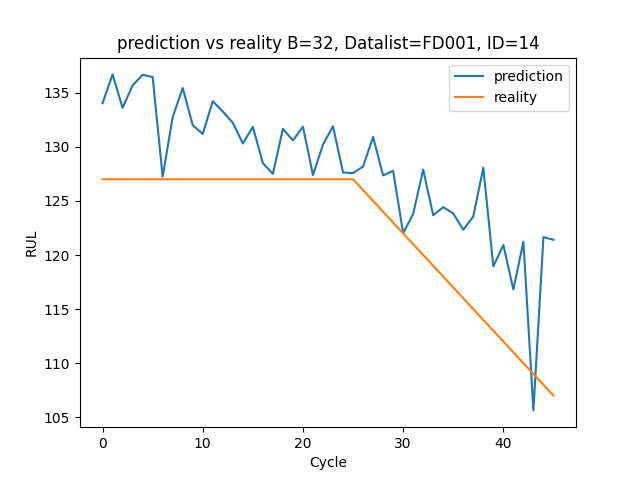 prediction vs reality B=32, Datalist=FD001, ID=14
prediction
reality
135
130
125
120
115
110
105
RUL
0 10 20 30 40
Cycle